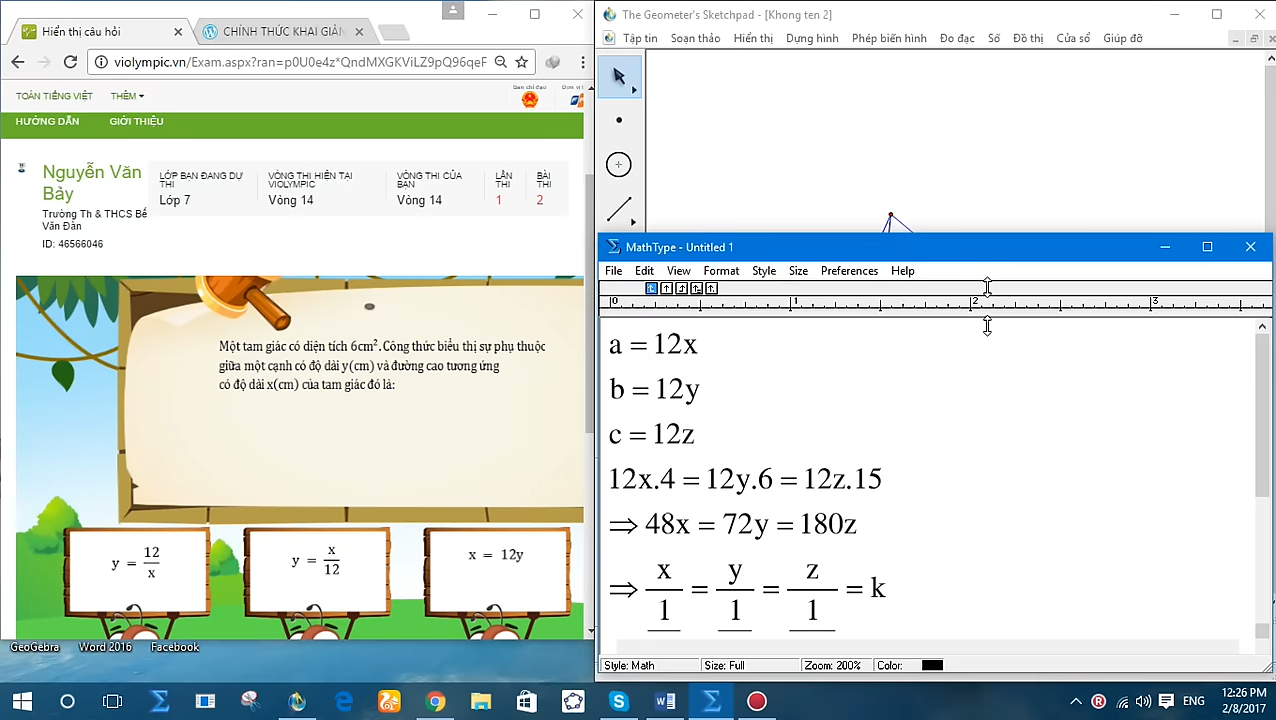 Hiển thị câu hỏi
CHÍNH THỨC KHAI GIẢN
violympic.vn/Exam.aspx?ran=p0U0e4z*QndMXGKViLZ9pQ96qeF
TOÁN TIẾNG VIỆT THÊM
Ban chỉ đạo
HƯỚNG DẪN GIỚI THIỆU
Nguyễn Văn Bảy
Trường Th & THCS Bế Văn Đàn
ID: 46566046
LỚP BẠN ĐANG DỰ THI
Lớp 7
VÒNG THI HIỆN TẠI VIOLYMPIC
Vòng 14
VÒNG THI CỦA BẠN
Vòng 14
LẦN THI
1
BÀI THI
2
Một tam giác có diện tích 6cm². Công thức biểu thị sự phụ thuộc
giữa một cạnh có độ dài y(cm) và đường cao tương ứng
có độ dài x(cm) của tam giác đó là:
y = 12/x
y = x/12
x = 12y
GeoGebra Word 2016 Facebook
The Geometer's Sketchpad - [Khong ten 2]
Tập tin Soạn thảo Hiển thị Dựng hình Phép biến hình Đo đạc Số Đồ thị Cửa sổ Giúp đỡ
MathType - Untitled 1
File Edit View Format Style Size Preferences Help
0 1 2 3
a = 12x
b = 12y
c = 12z
12x.4 = 12y.6 = 12z.15
⇒ 48x = 72y = 180z
⇒ x/1 = y/1 = z/1 = k
Style: Math Size: Full Zoom: 200% Color:
ENG
12:26 PM
2/8/2017